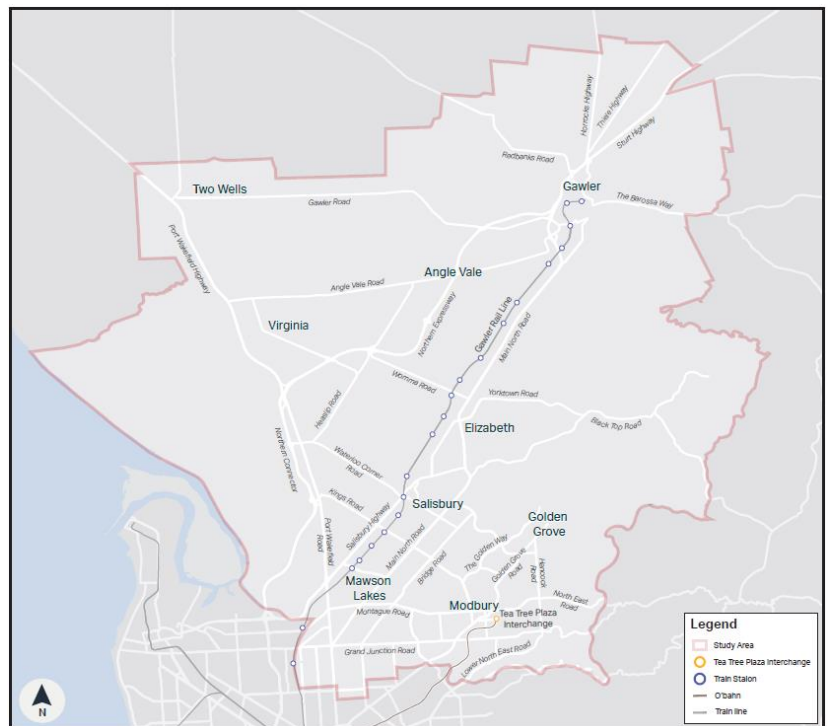 Horrocks Highway
Thiele Highway
Sturt Highway
Redbanks Road
Two Wells
Gawler
Gawler Road
The Barossa Way
Port Wakefield Highway
Angle Vale
Angle Vale Road
Northern Expressway
Gawler Rail Line
Virginia
Main North Road
Womma Road
Yorktown Road
Heaslip Road
Elizabeth
Black Top Road
Northern Connector
Waterloo Corner
Road
Kings Road
Salisbury
Salisbury Highway
Golden
Grove
Port Wakefield
Road
Main North Road
The Golden Way
Golden Grove
Road
Hancock
Road
Bridge Road
Mawson
Lakes
Modbury
North East
Road
Montague Road
Tea Tree Plaza
Interchange
Grand Junction Road
Lower North East Road
Legend
Study Area
Tea Tree Plaza Interchange
Train Staion
O'bahn
Train line
N